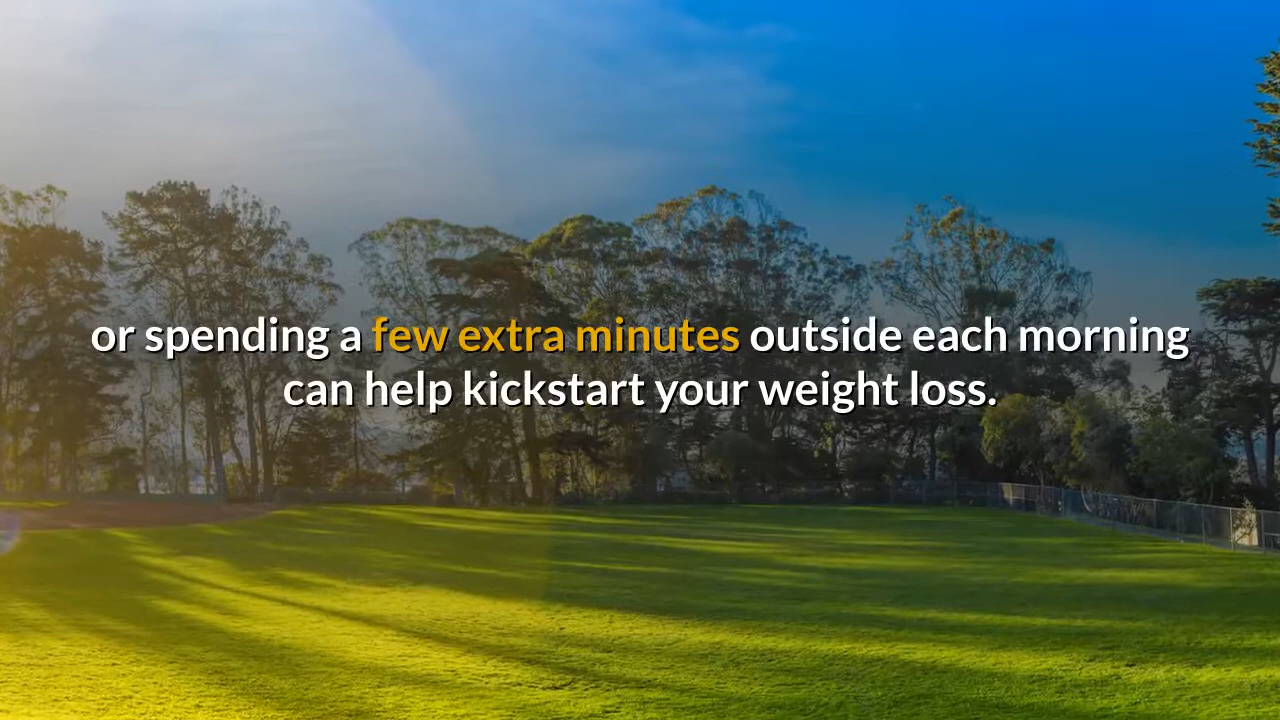 or spending a few extra minutes outside each morning
can help kickstart your weight loss.